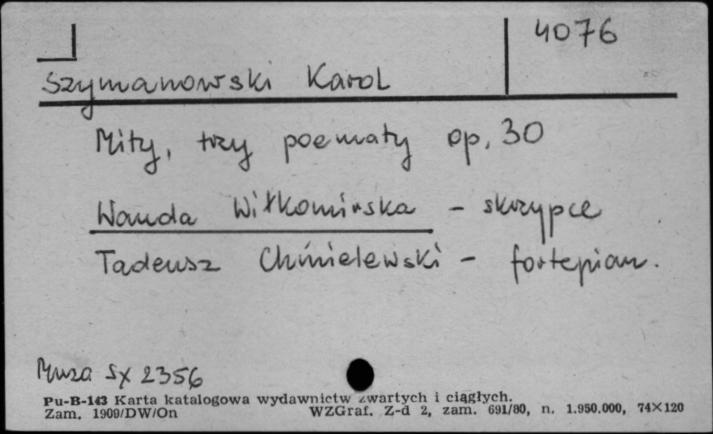 4076
Szymanowski Karol
Mity, trzy poematy op. 30
Wanda Wiłkomirska - skrzypce
Tadeusz Chmielewski - fortepian.
Muza Sx 2356
Pu-B-143 Karta katalogowa wydawnictw zwartych i ciągłych.
Zam. 1909/DW/On WZGraf. Z-d 2, zam. 691/80, n. 1.950.000, 74×120